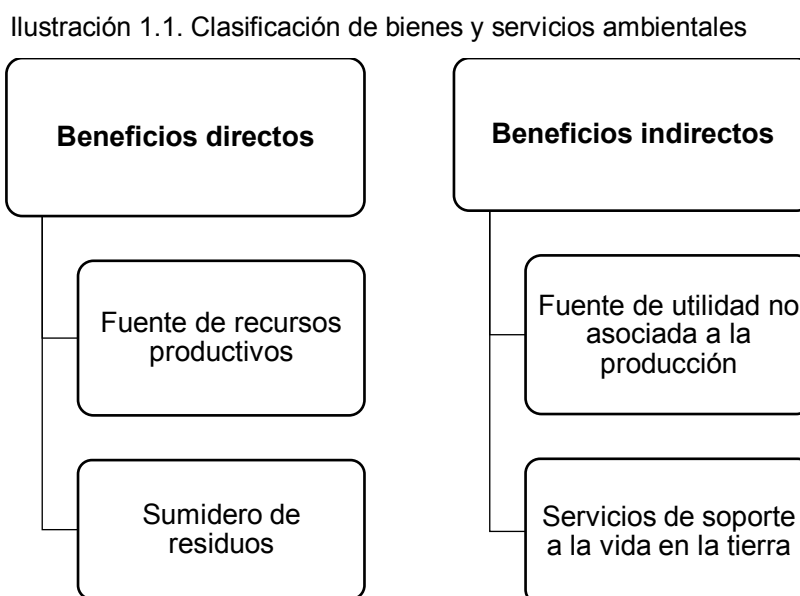 Ilustración 1.1. Clasificación de bienes y servicios ambientales
Beneficios directos
Fuente de recursos
productivos
Sumidero de
residuos
Beneficios indirectos
Fuente de utilidad no
asociada a la
producción
Servicios de soporte
a la vida en la tierra